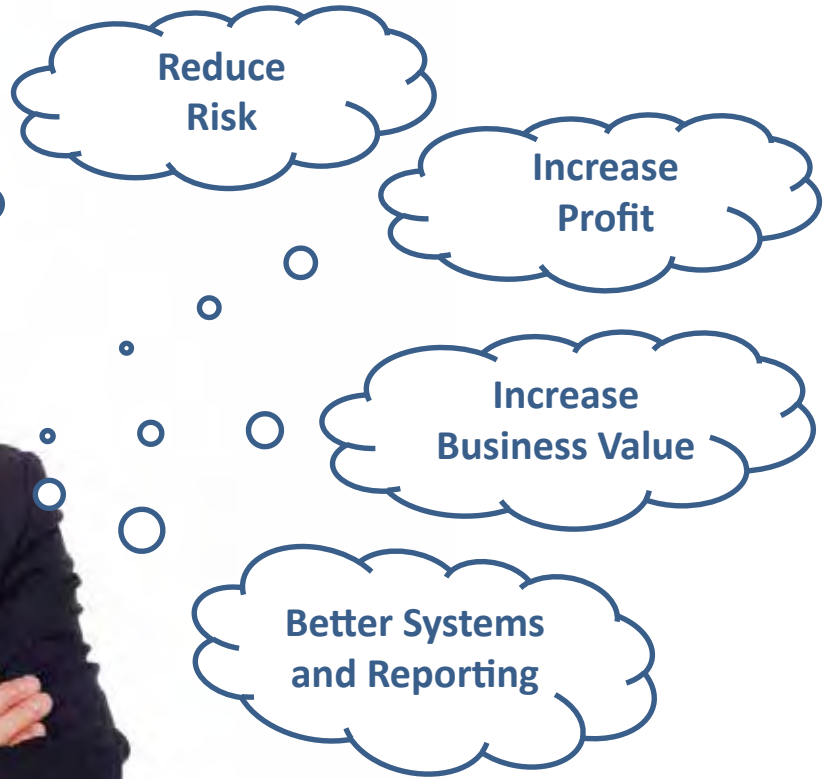 Reduce
Risk
Increase
Profit
Increase
Business Value
Better Systems
and Reporting